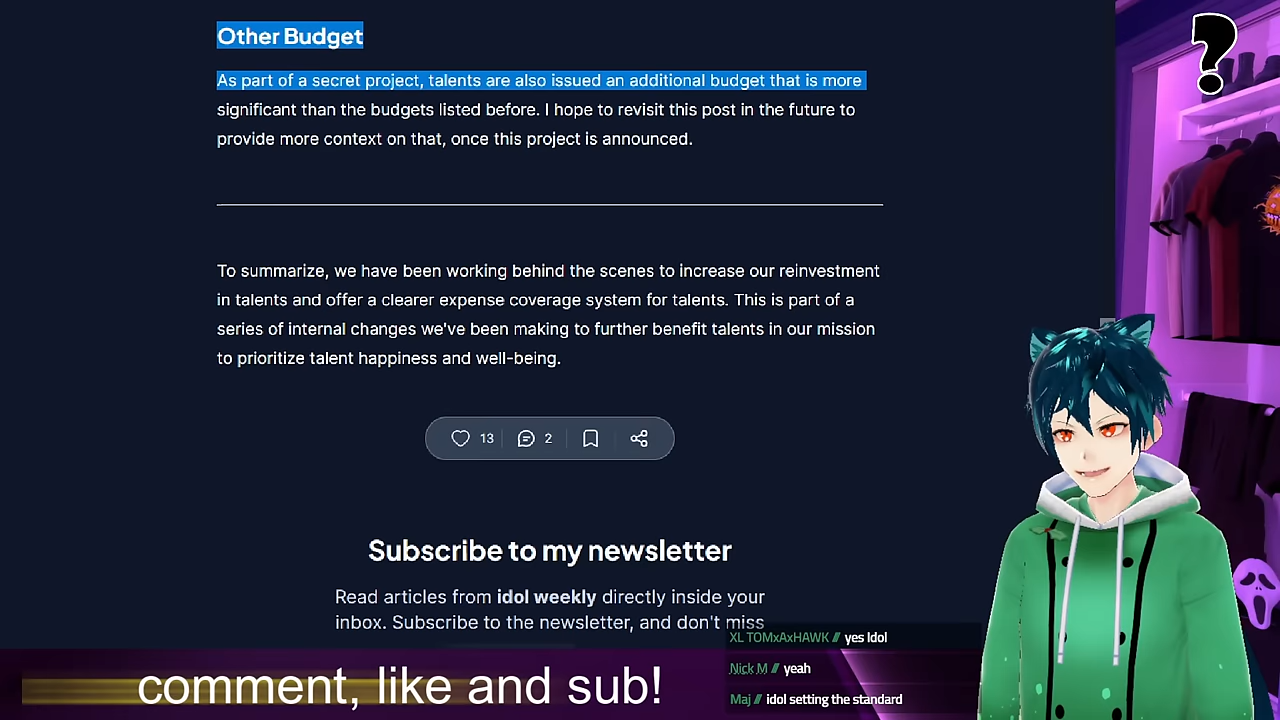 Other Budget
As part of a secret project, talents are also issued an additional budget that is more
significant than the budgets listed before. I hope to revisit this post in the future to
provide more context on that, once this project is announced.
To summarize, we have been working behind the scenes to increase our reinvestment
in talents and offer a clearer expense coverage system for talents. This is part of a
series of internal changes we've been making to further benefit talents in our mission
to prioritize talent happiness and well-being.
13 2
Subscribe to my newsletter
Read articles from idol weekly directly inside your
inbox. Subscribe to the newsletter, and don't miss
XL TOMxAxHAWK // yes Idol
Nick M // yeah
Maj // idol setting the standard
comment, like and sub!
?